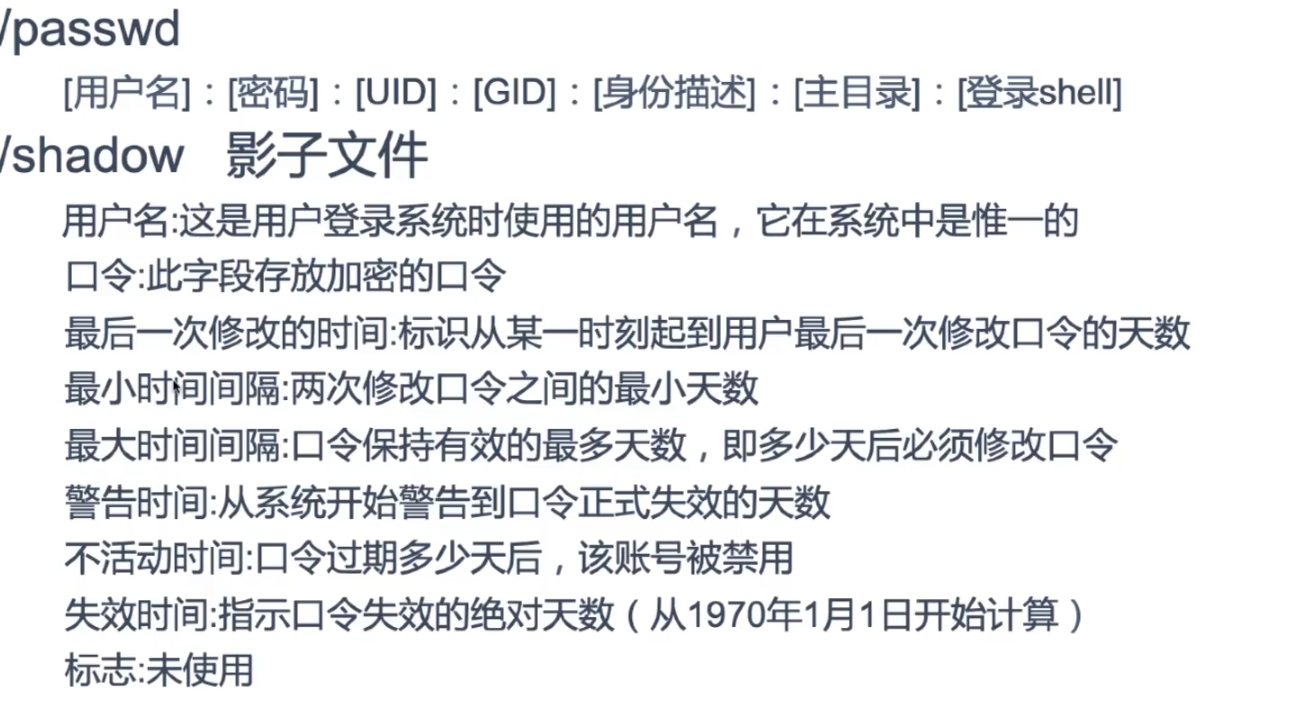 /passwd
[用户名]：[密码]：[UID]：[GID]：[身份描述]：[主目录]：[登录shell]
/shadow 影子文件
用户名:这是用户登录系统时使用的用户名，它在系统中是惟一的
口令:此字段存放加密的口令
最后一次修改的时间:标识从某一时刻起到用户最后一次修改口令的天数
最小时间间隔:两次修改口令之间的最小天数
最大时间间隔:口令保持有效的最多天数，即多少天后必须修改口令
警告时间:从系统开始警告到口令正式失效的天数
不活动时间:口令过期多少天后，该账号被禁用
失效时间:指示口令失效的绝对天数（从1970年1月1日开始计算）
标志:未使用